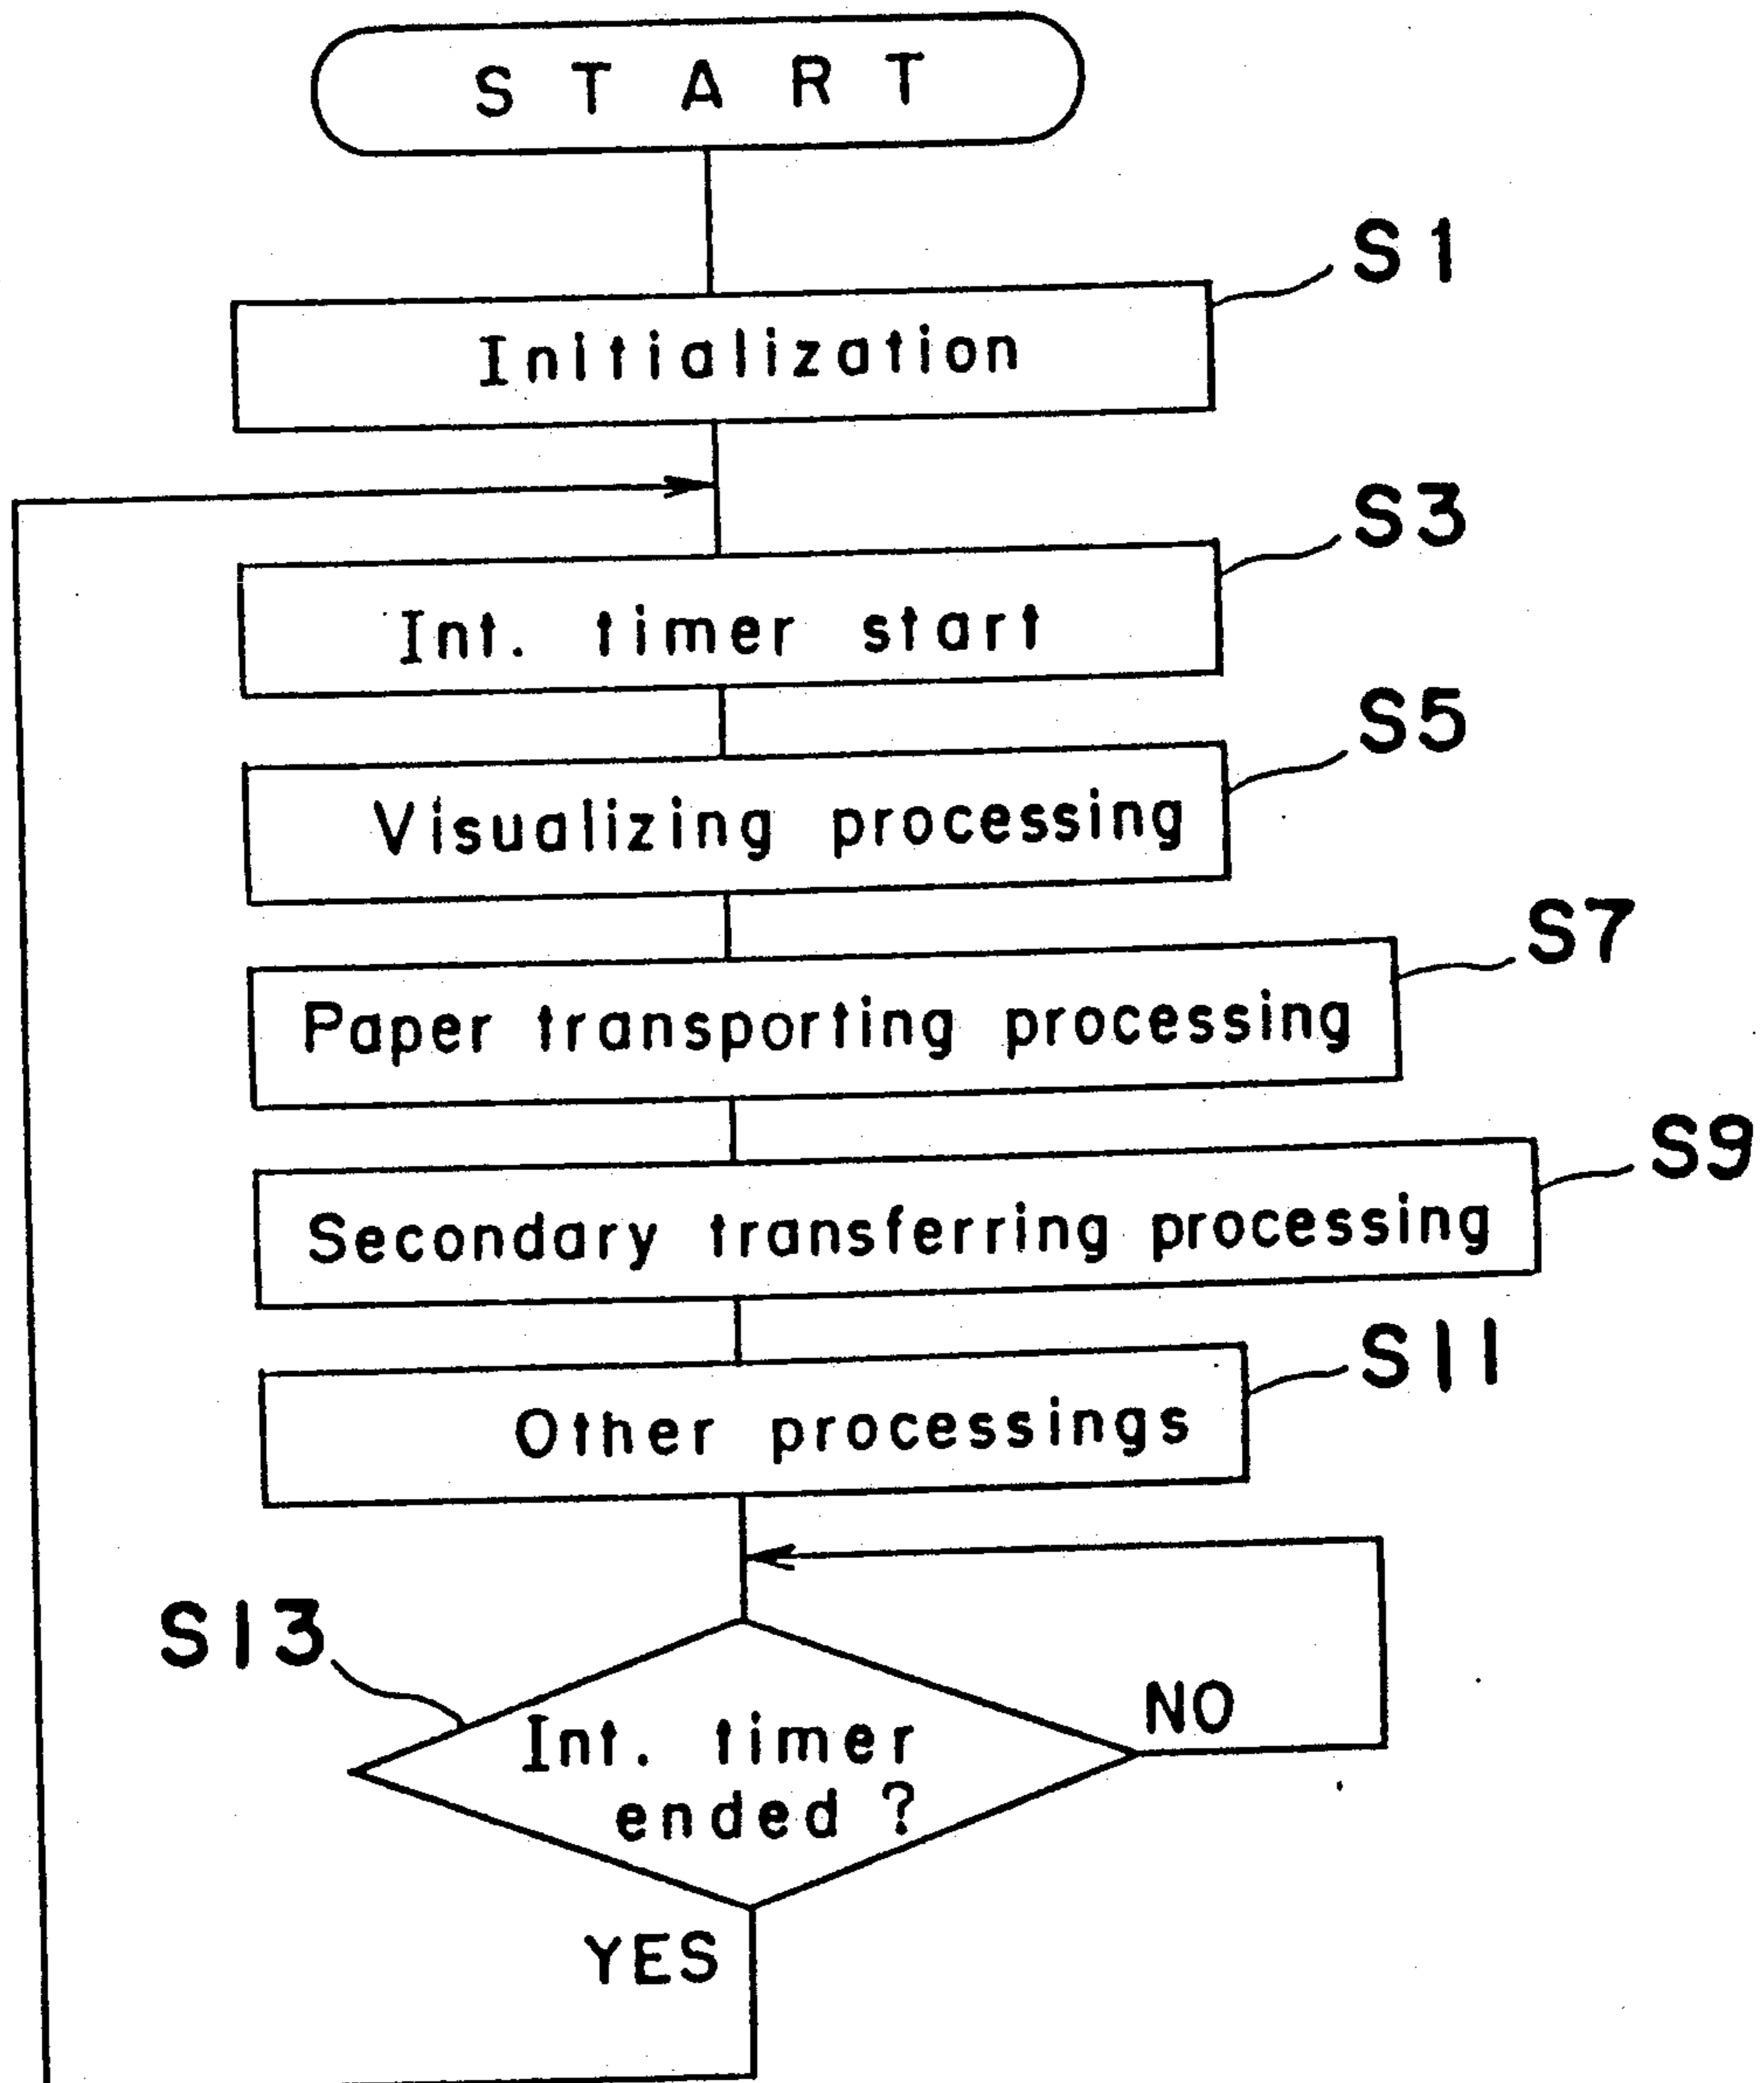 START
S1
Initialization
S3
Int. timer start
S5
Visualizing processing
S7
Paper transporting processing
S9
Secondary transferring processing
S11
Other processings
S13
Int. timer
ended ?
NO
YES